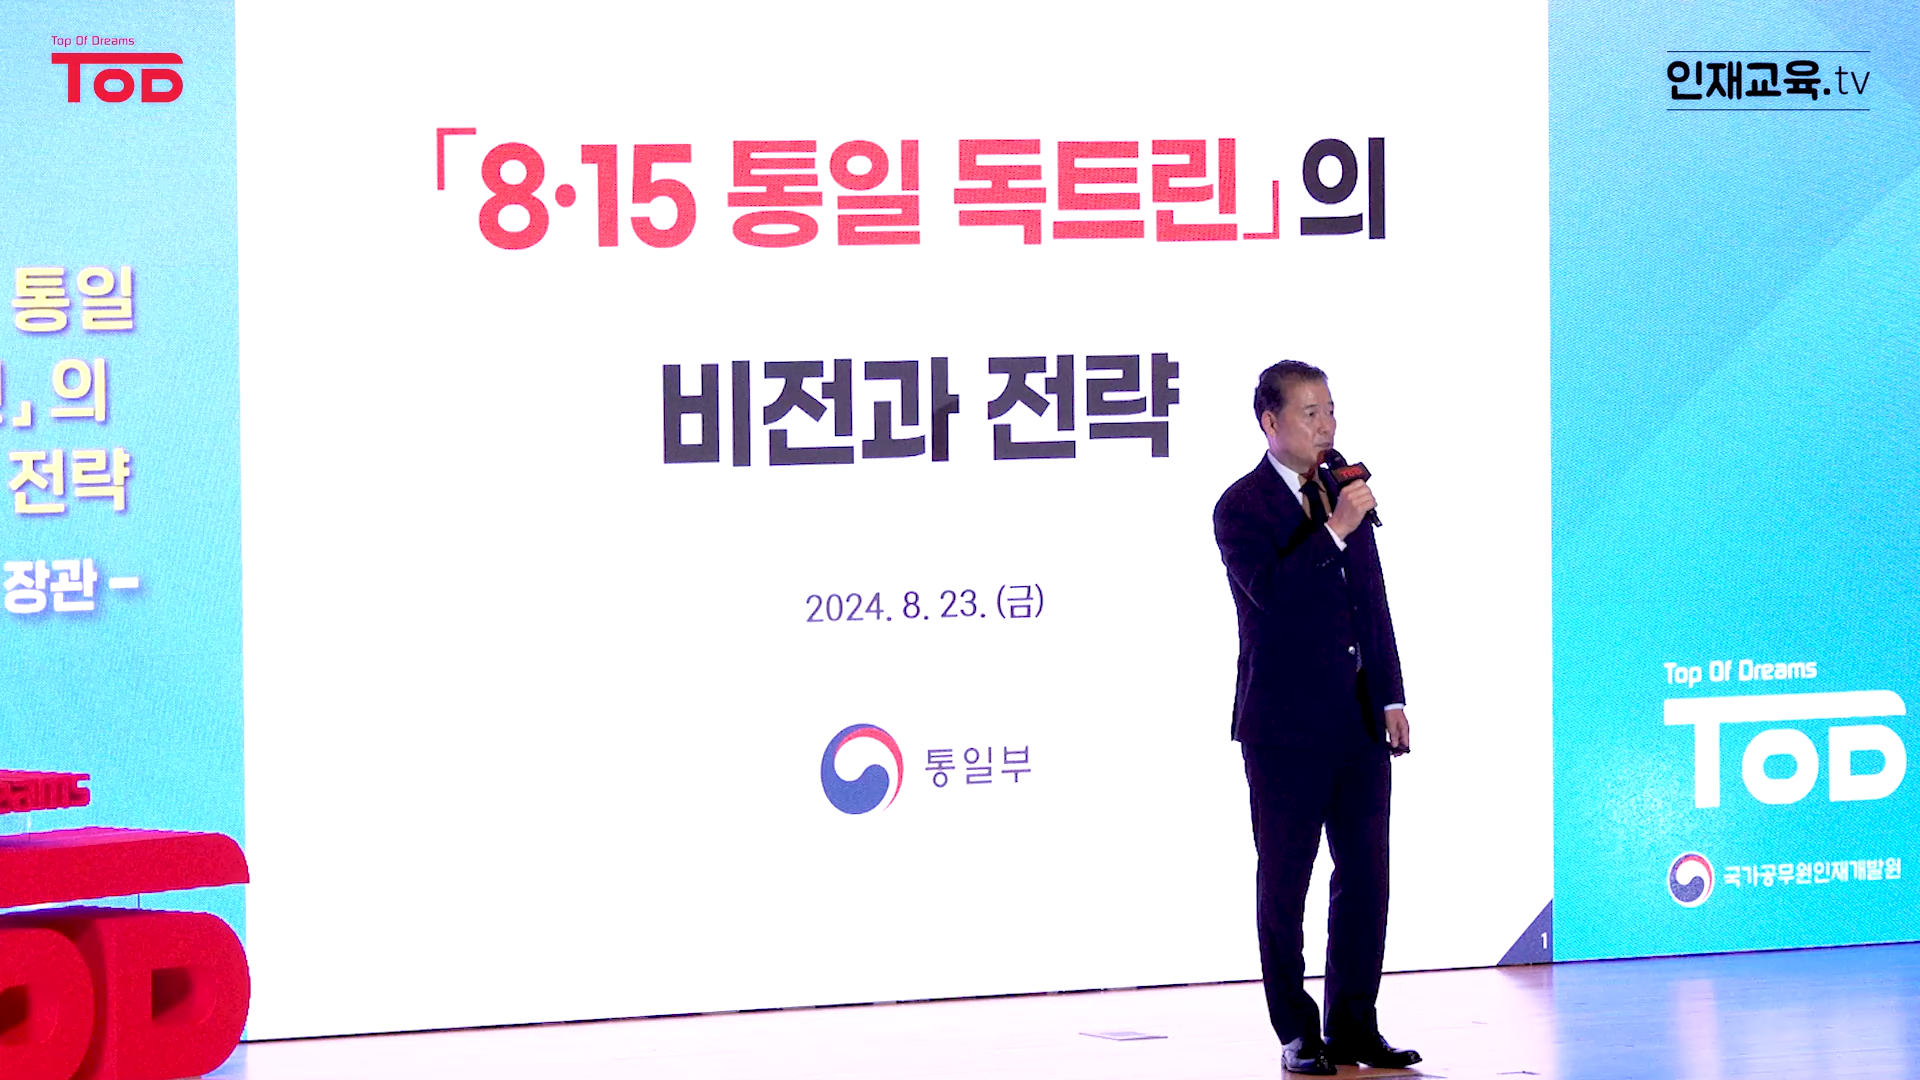 Top Of Dreams
TOD
인재교육.tv
「8·15 통일 독트린」의
비전과 전략
2024. 8. 23. (금)
통일부
1
통일
」의
전략
장관 -
Top Of Dreams
TOD
국가공무원인재개발원